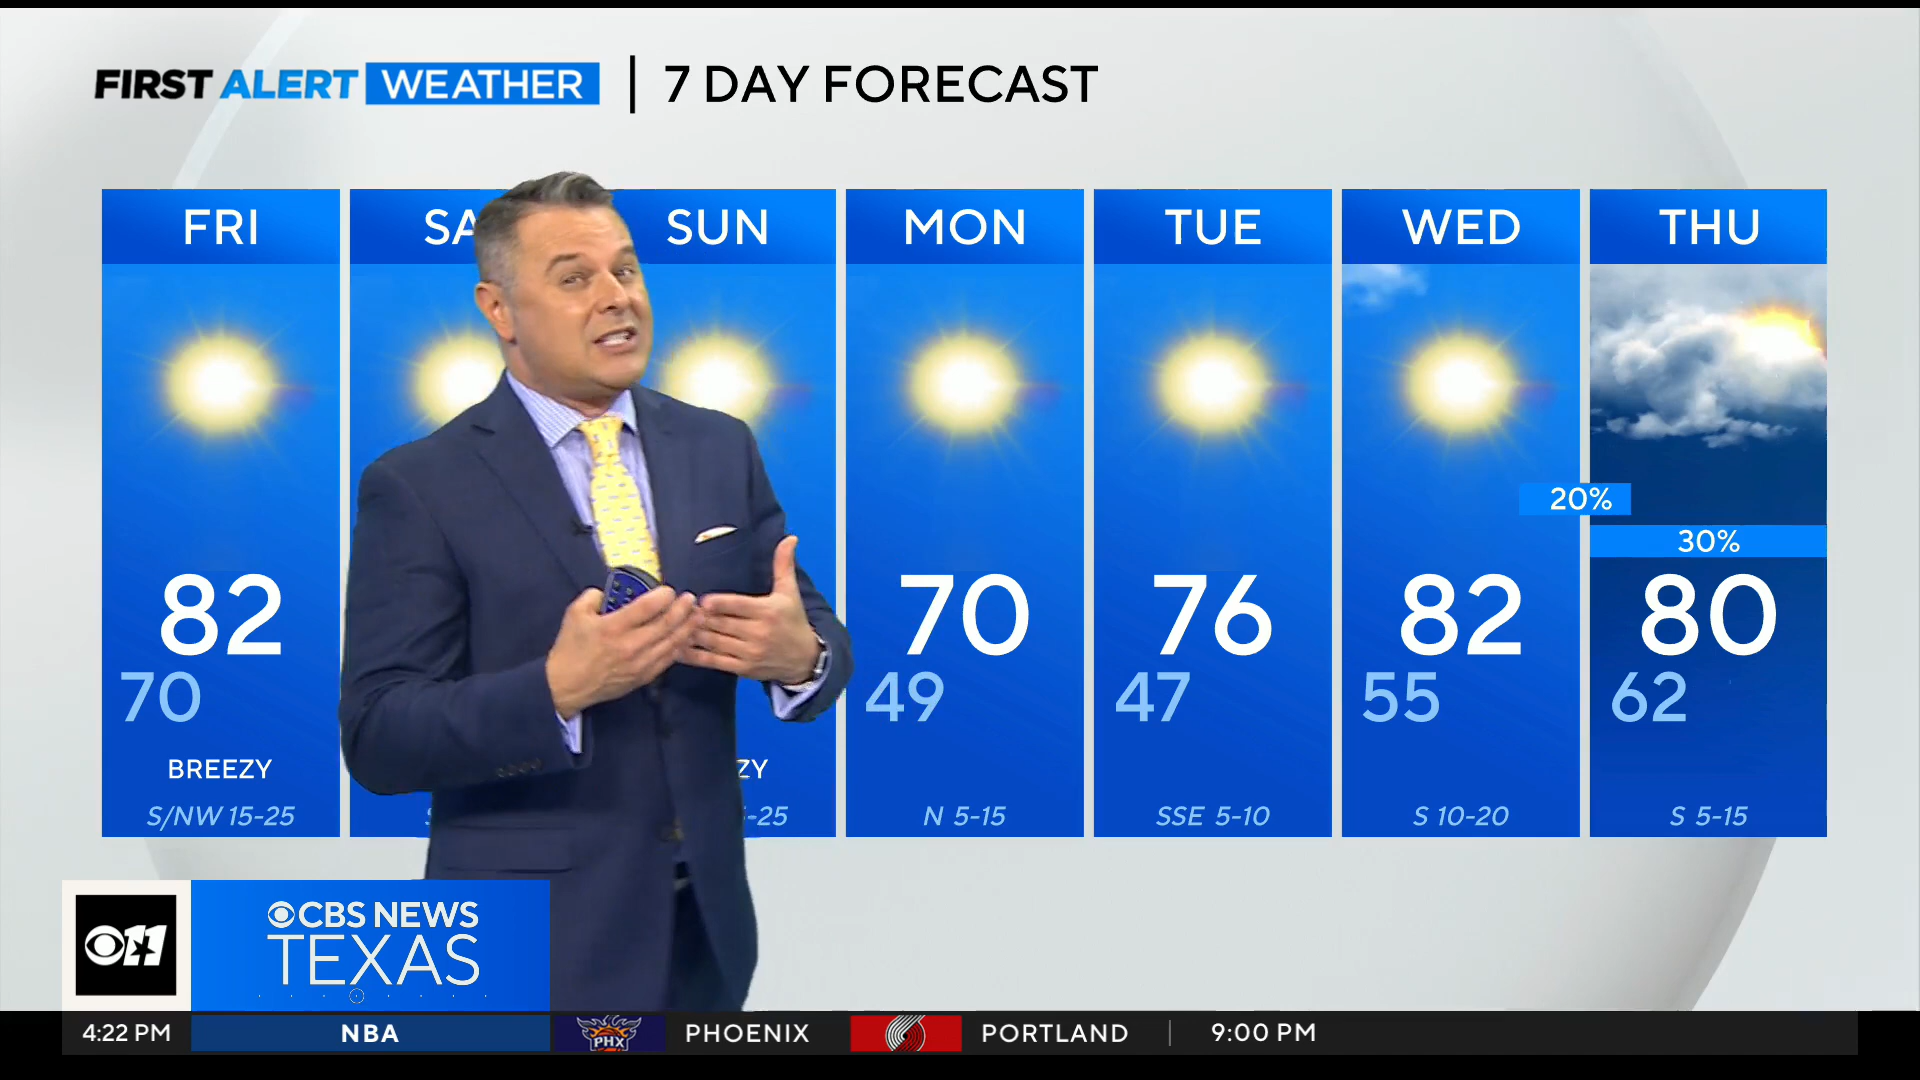 FIRST ALERT WEATHER | 7 DAY FORECAST
FRI
SA
SUN
MON
TUE
WED
THU
20%
30%
82
70
76
82
80
70
49
47
55
62
BREEZY
ZY
S/NW 15-25
-25
N 5-15
SSE 5-10
S 10-20
S 5-15
11
CBS NEWS
TEXAS
4:22 PM
NBA
PHX
PHOENIX
PORTLAND
9:00 PM